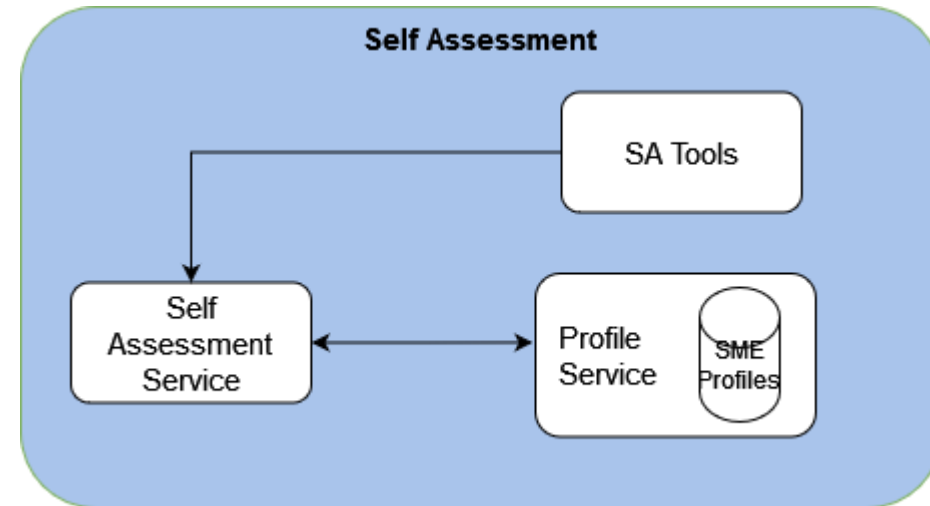 Self Assessment
SA Tools
Self
Assessment
Service
Profile
Service
SME
Profiles